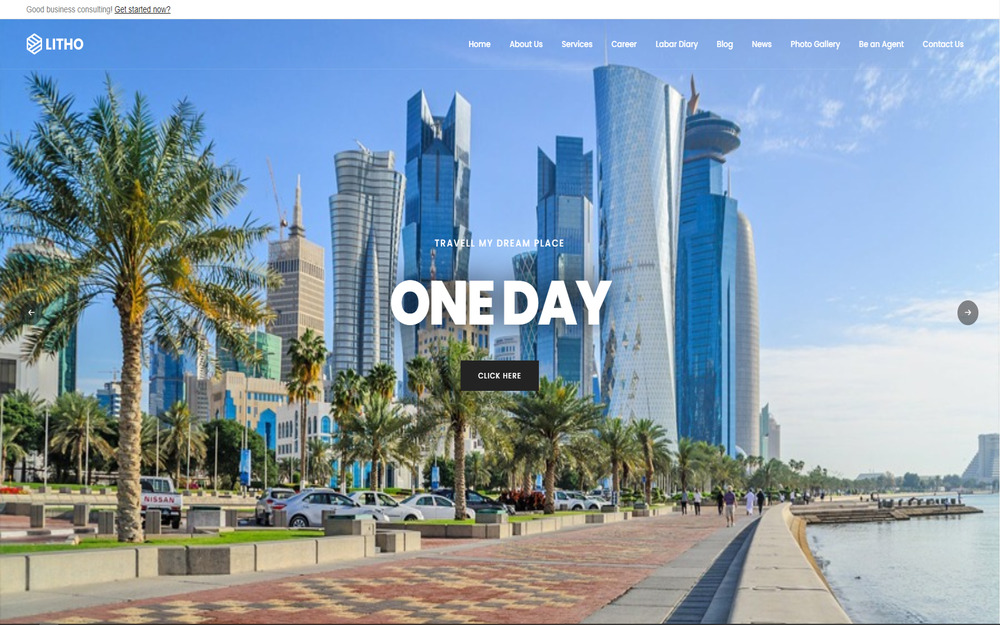 Good business consulting! Get started now?
LITHO
Home About Us Services Career Labar Diary Blog News Photo Gallery Be an Agent Contact Us
TRAVELL MY DREAM PLACE
ONE DAY
CLICK HERE
NISSAN